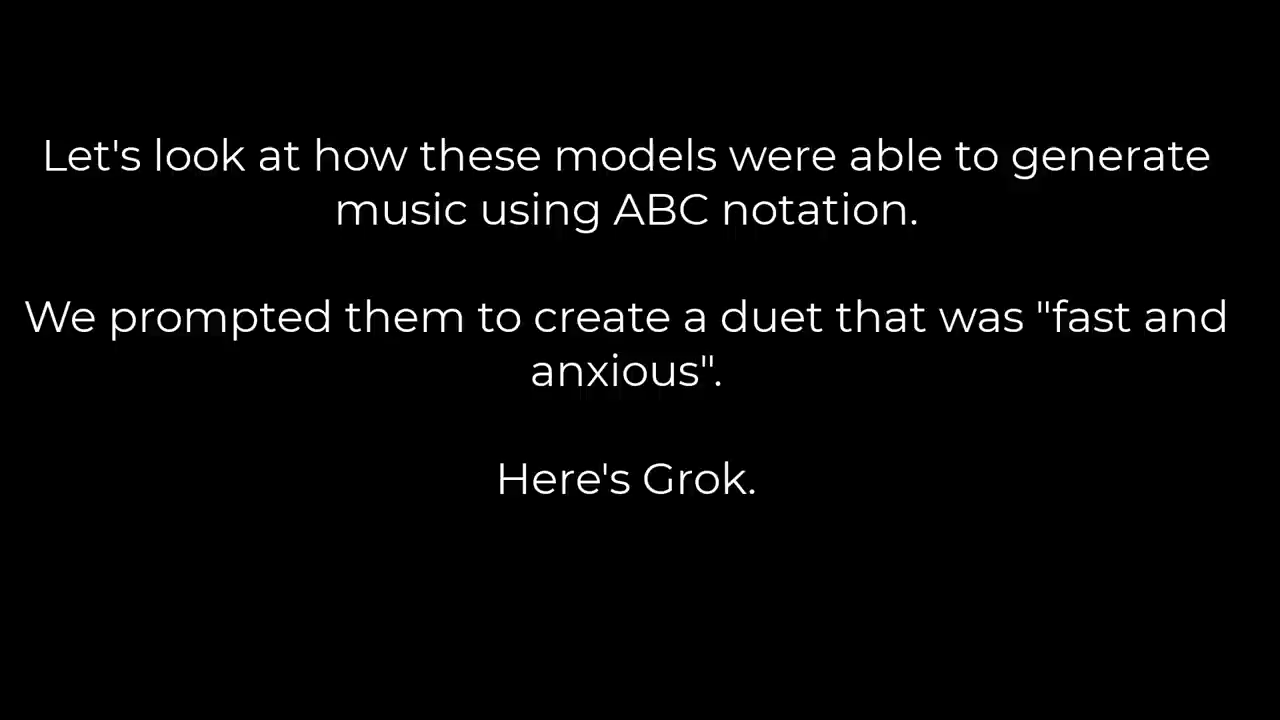 Let's look at how these models were able to generate
music using ABC notation.
We prompted them to create a duet that was "fast and
anxious".
Here's Grok.